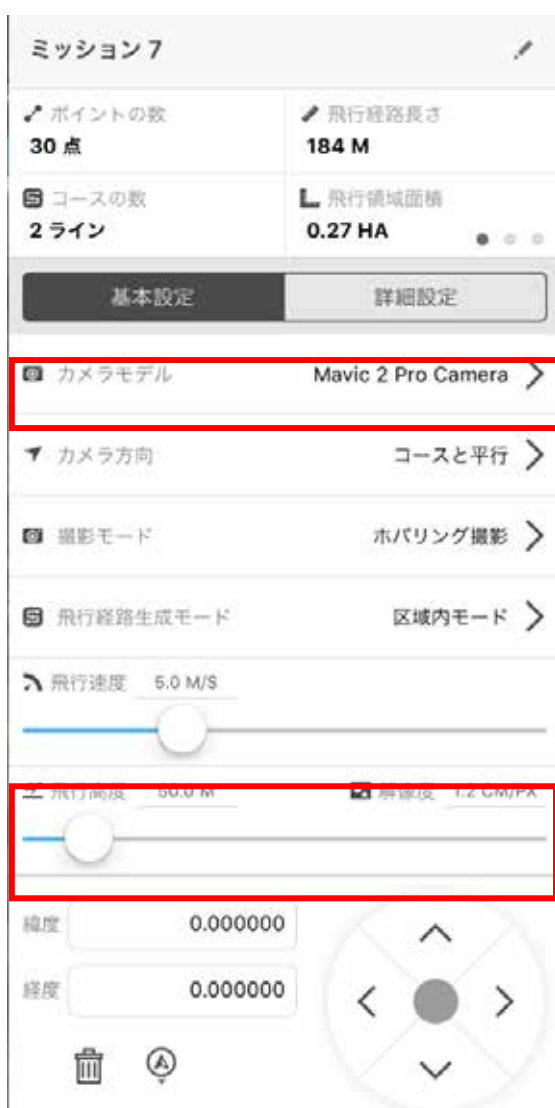 ミッション 7
ポイントの数
飛行経路長さ
30 点
184 M
コースの数
飛行領域面積
2 ライン
0.27 HA
基本設定
詳細設定
カメラモデル
Mavic 2 Pro Camera
カメラ方向
コースと平行
撮影モード
ホバリング撮影
飛行経路生成モード
区域内モード
飛行速度 5.0 M/S
飛行高度 50.0 M
解像度 1.2 CM/PX
緯度 0.000000
経度 0.000000